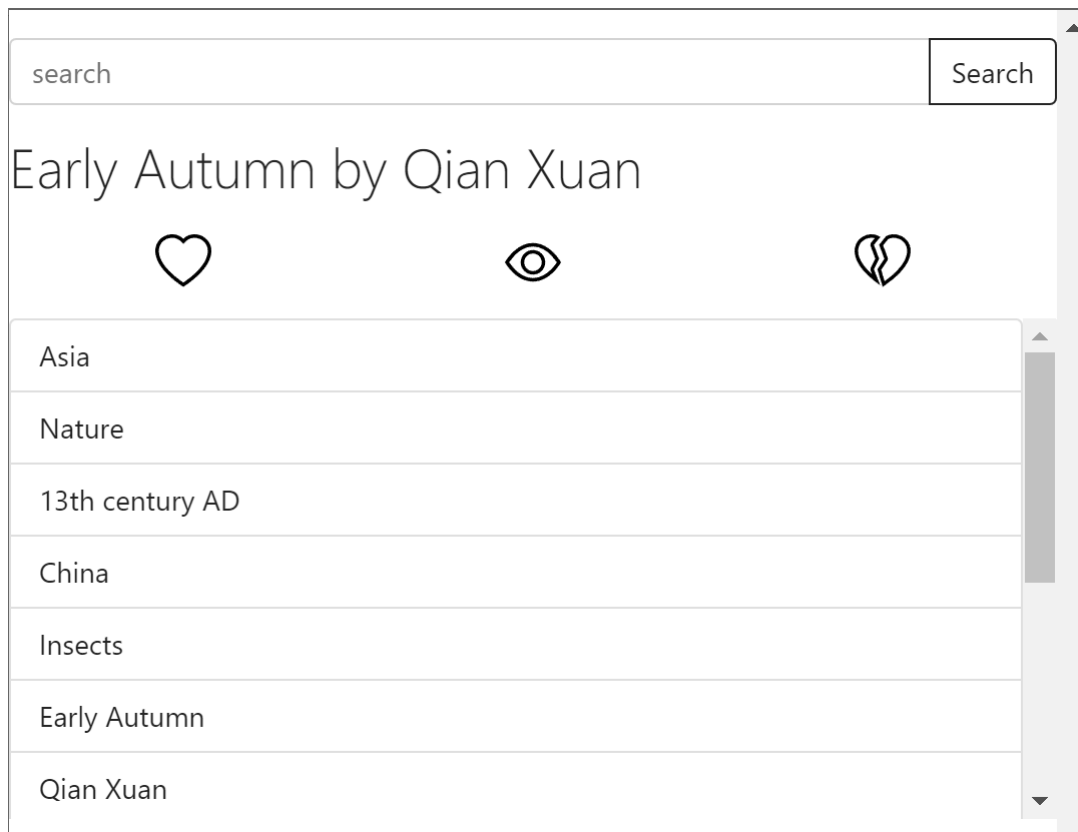 search
Search
Early Autumn by Qian Xuan
Asia
Nature
13th century AD
China
Insects
Early Autumn
Qian Xuan